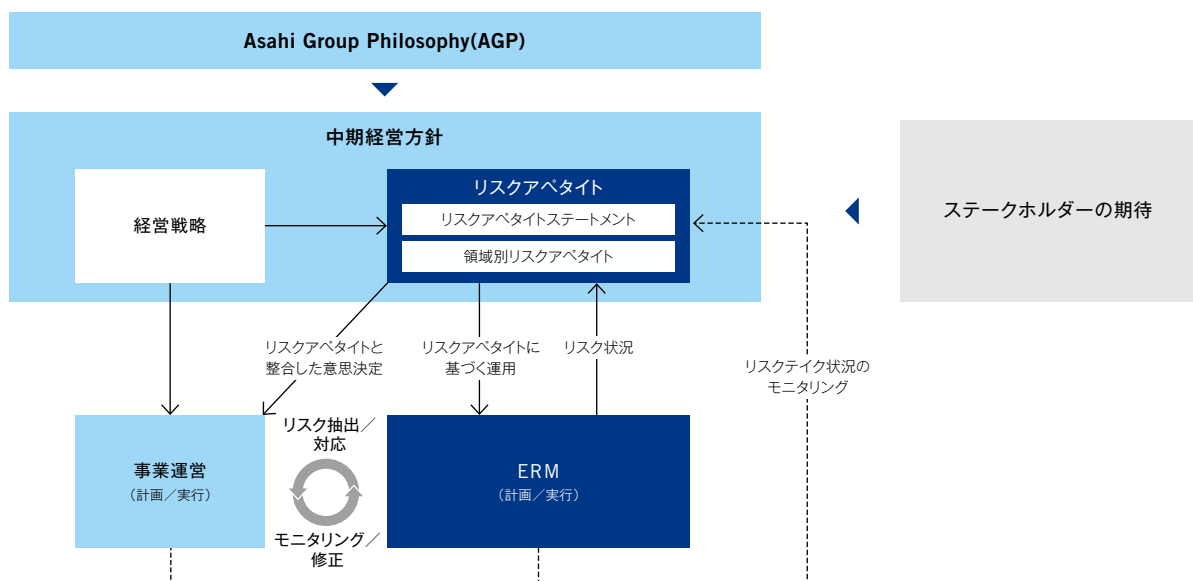 Asahi Group Philosophy(AGP)
中期経営方針
経営戦略
リスクアペタイト
リスクアペタイトステートメント
領域別リスクアペタイト
ステークホルダーの期待
リスクアペタイトと
整合した意思決定
リスクアペタイトに
基づく運用
リスク状況
リスクテイク状況の
モニタリング
事業運営
（計画／実行）
リスク抽出／
対応
モニタリング／
修正
ERM
（計画／実行）